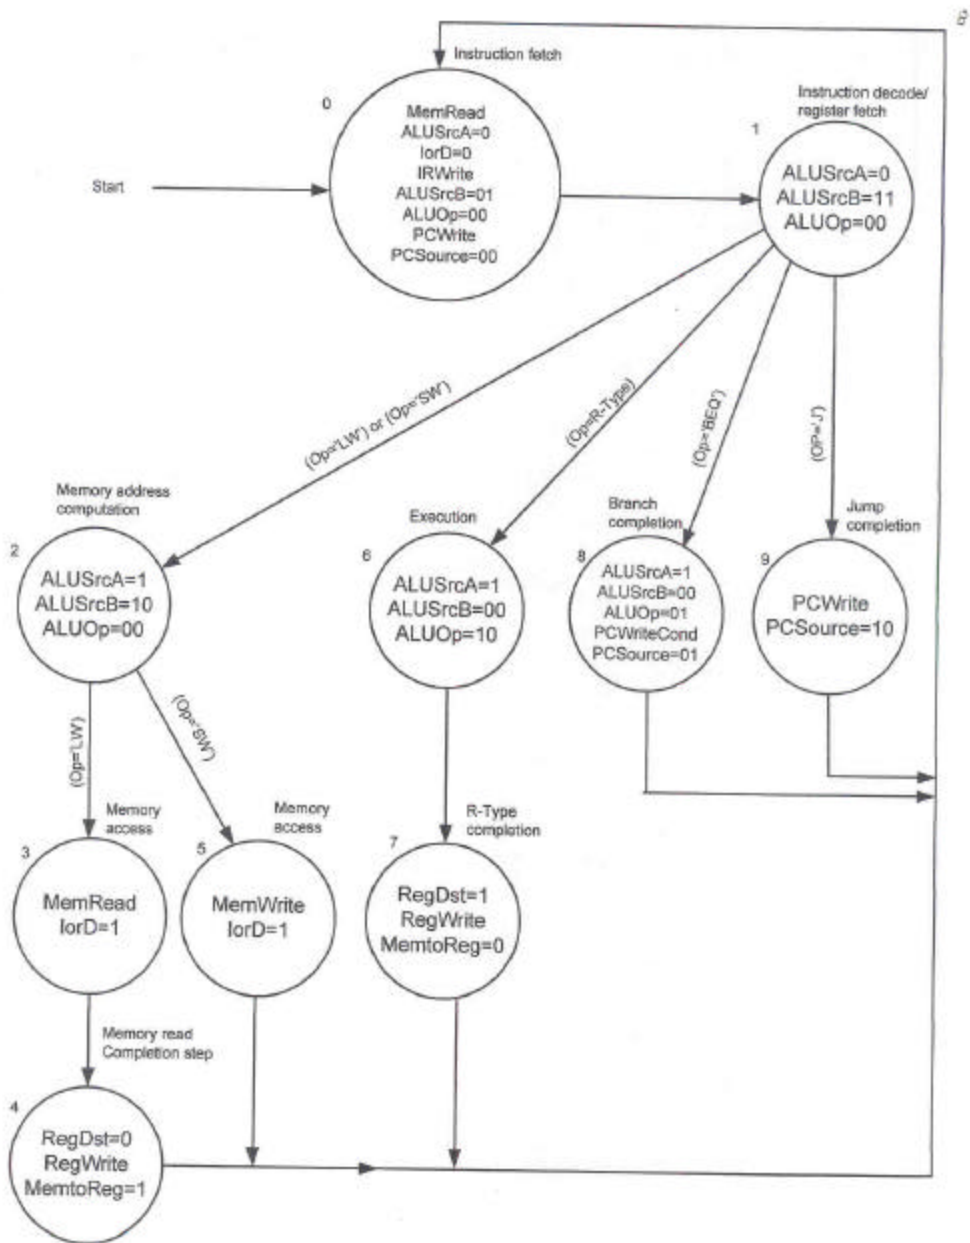 Instruction fetch
0
MemRead
ALUSrcA=0
IorD=0
IRWrite
ALUSrcB=01
ALUOp=00
PCWrite
PCSource=00
Start
Instruction decode/
register fetch
1
ALUSrcA=0
ALUSrcB=11
ALUOp=00
(Op='LW') or (Op='SW')
(Op=R-Type)
(Op='BEQ')
(OP='J')
Memory address
computation
2
ALUSrcA=1
ALUSrcB=10
ALUOp=00
Execution
6
ALUSrcA=1
ALUSrcB=00
ALUOp=10
Branch
completion
8
ALUSrcA=1
ALUSrcB=00
ALUOp=01
PCWriteCond
PCSource=01
Jump
completion
9
PCWrite
PCSource=10
(Op='LW')
(Op='SW')
Memory
access
3
MemRead
IorD=1
Memory
access
5
MemWrite
IorD=1
R-Type
completion
7
RegDst=1
RegWrite
MemtoReg=0
Memory read
Completion step
4
RegDst=0
RegWrite
MemtoReg=1